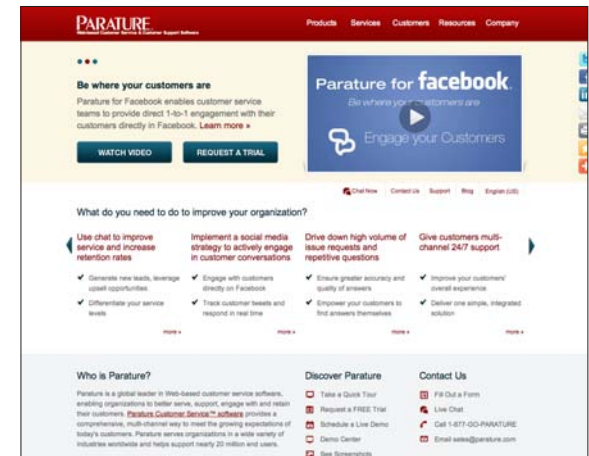 PARATURE
Web-based Customer Service & Customer Support Software
Products Services Customers Resources Company
Be where your customers are
Parature for Facebook enables customer service
teams to provide direct 1-to-1 engagement with their
customers directly in Facebook. Learn more »
WATCH VIDEO REQUEST A TRIAL
Parature for facebook.
Be where your customers are
Engage your Customers
Chat Now Contact Us Support Blog English (US)
What do you need to do to improve your organization?
Use chat to improve
service and increase
retention rates
Generate new leads, leverage
upsell opportunities
Differentiate your service
levels
more »
Implement a social media
strategy to actively engage
in customer conversations
Engage with customers
directly on Facebook
Track customer tweets and
respond in real time
more »
Drive down high volume of
issue requests and
repetitive questions
Ensure greater accuracy and
quality of answers
Empower your customers to
find answers themselves
more »
Give customers multi-
channel 24/7 support
Improve your customers'
overall experience
Deliver one simple, integrated
solution
more »
Who is Parature?
Parature is a global leader in Web-based customer service software,
enabling organizations to better serve, support, engage with and retain
their customers. Parature Customer Service™ software provides a
comprehensive, multi-channel way to meet the growing expectations of
today's customers. Parature serves organizations in a wide variety of
industries worldwide and helps support nearly 20 million end users.
Discover Parature
Take a Quick Tour
Request a FREE Trial
Schedule a Live Demo
Demo Center
See Screenshots
Contact Us
Fill Out a Form
Live Chat
Call 1-877-GO-PARATURE
Email sales@parature.com